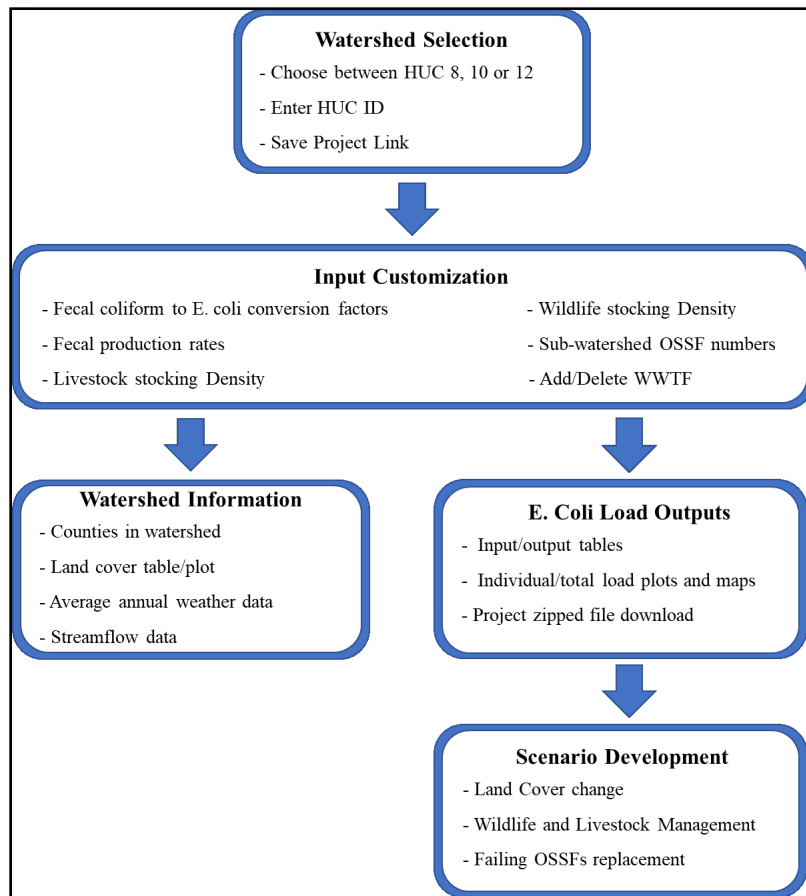 Watershed Selection
- Choose between HUC 8, 10 or 12
- Enter HUC ID
- Save Project Link
Input Customization
- Fecal coliform to E. coli conversion factors
- Fecal production rates
- Livestock stocking Density
- Wildlife stocking Density
- Sub-watershed OSSF numbers
- Add/Delete WWTF
Watershed Information
- Counties in watershed
- Land cover table/plot
- Average annual weather data
- Streamflow data
E. Coli Load Outputs
- Input/output tables
- Individual/total load plots and maps
- Project zipped file download
Scenario Development
- Land Cover change
- Wildlife and Livestock Management
- Failing OSSFs replacement